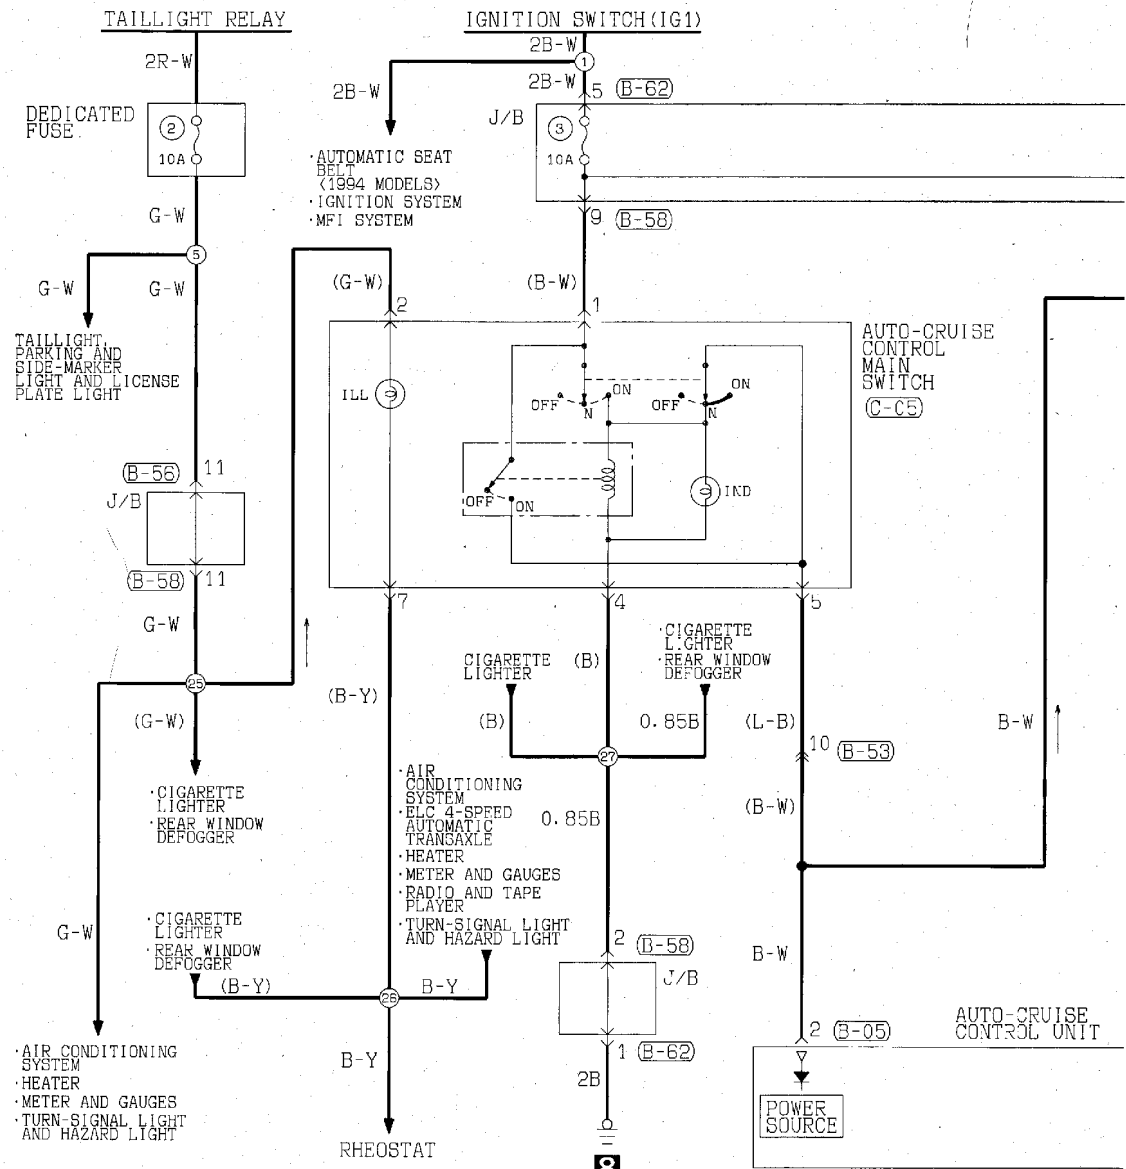 TAILLIGHT RELAY
IGNITION SWITCH(IG1)
2R-W
2B-W
1
2B-W
2B-W
5
B-62
DEDICATED
FUSE
2
10A
J/B
3
10A
·AUTOMATIC SEAT
BELT
<1994 MODELS>
·IGNITION SYSTEM
·MFI SYSTEM
G-W
9
B-58
5
G-W
G-W
(G-W)
2
(B-W)
1
TAILLIGHT,
PARKING AND
SIDE-MARKER
LIGHT AND LICENSE
PLATE LIGHT
AUTO-CRUISE
CONTROL
MAIN
SWITCH
C-05
ILL
OFF
N
ON
OFF
N
ON
OFF
ON
IND
B-56
11
J/B
B-58
11
7
4
5
G-W
25
(G-W)
·CIGARETTE
LIGHTER
·REAR WINDOW
DEFOGGER
(B-Y)
CIGARETTE
LIGHTER
(B)
·CIGARETTE
LIGHTER
·REAR WINDOW
DEFOGGER
(B)
0.85B
(L-B)
B-W
27
10
B-53
0.85B
(B-W)
·AIR
CONDITIONING
SYSTEM
·ELC 4-SPEED
AUTOMATIC
TRANSAXLE
·HEATER
·METER AND GAUGES
·RADIO AND TAPE
PLAYER
·TURN-SIGNAL LIGHT
AND HAZARD LIGHT
G-W
·CIGARETTE
LIGHTER
·REAR WINDOW
DEFOGGER
(B-Y)
26
B-Y
2
B-58
J/B
1
B-62
B-W
2
B-05
AUTO-CRUISE
CONTROL UNIT
·AIR CONDITIONING
SYSTEM
·HEATER
·METER AND GAUGES
·TURN-SIGNAL LIGHT
AND HAZARD LIGHT
B-Y
RHEOSTAT
2B
8
POWER
SOURCE